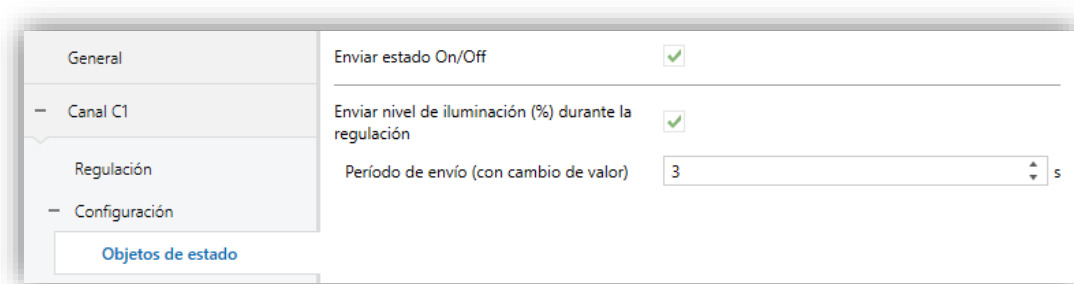 General
Canal C1
Regulación
Configuración
Objetos de estado
Enviar estado On/Off
Enviar nivel de iluminación (%) durante la
regulación
Período de envío (con cambio de valor)
3
s